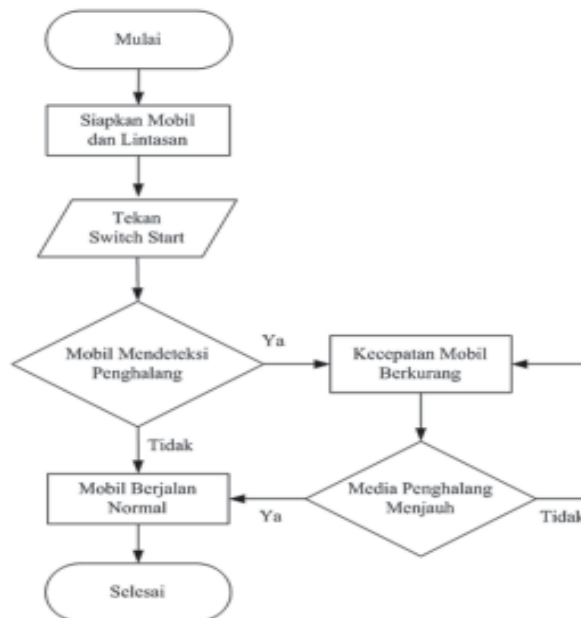 Mulai
Siapkan Mobil
dan Lintasan
Tekan
Switch Start
Mobil Mendeteksi
Penghalang
Ya
Kecepatan Mobil
Berkurang
Tidak
Mobil Berjalan
Normal
Ya
Media Penghalang
Menjauh
Tidak
Selesai